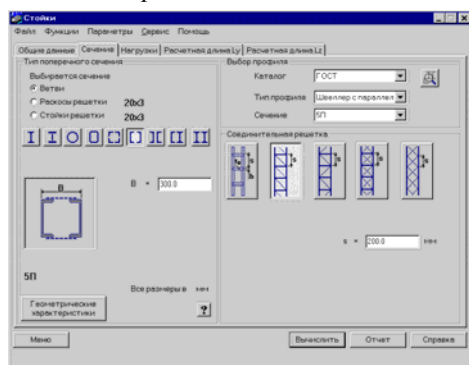 Стойки
Файл Функции Параметры Сервис Помощь
Общие данные Сечение Нагрузки Расчетная длина Ly Расчетная длина Lz
Тип поперечного сечения
Выбирается сечение
Ветви
Раскосы решетки 20x3
Стойки решетки 20x3
B
B = 300.0
5П
Все размеры в мм
Геометрические характеристики
?
Выбор профиля
Каталог ГОСТ
Тип профиля Швеллер с параллел
Сечение 5П
Соединительная решетка
s s s s s
b
s = 200.0 мм
Меню Вычислить Отчет Справка